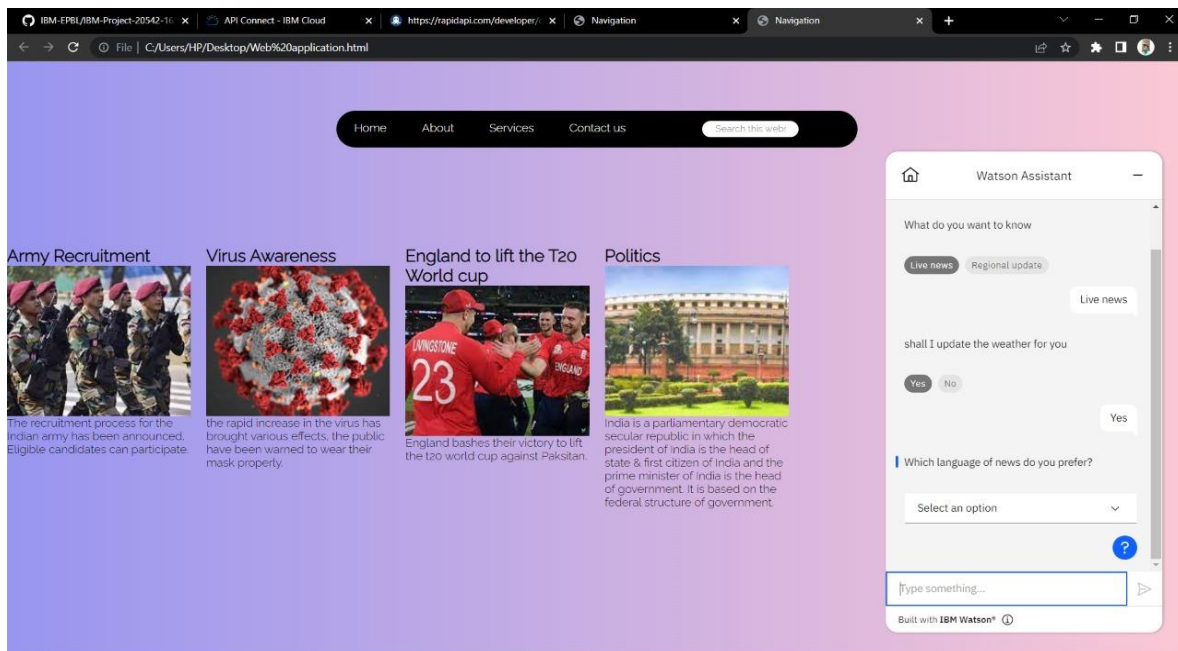 IBM-EPBL/IBM-Project-20542-16
API Connect - IBM Cloud
https://rapidapi.com/developer/
Navigation
Navigation
File | C:/Users/HP/Desktop/Web%20application.html
Home About Services Contact us Search this webr
Army Recruitment
The recruitment process for the
Indian army has been announced,
Eligible candidates can participate.
Virus Awareness
the rapid increase in the virus has
brought various effects, the public
have been warned to wear their
mask properly.
England to lift the T20
World cup
LIVINGSTONE
23
ENGLAND
England bashes their victory to lift
the t20 world cup against Paksitan.
Politics
India is a parliamentary democratic
secular republic in which the
president of India is the head of
state & first citizen of India and the
prime minister of India is the head
of government. It is based on the
federal structure of government.
Watson Assistant
What do you want to know
Live news Regional update
Live news
shall I update the weather for you
Yes No
Yes
Which language of news do you prefer?
Select an option
?
Type something...
Built with IBM Watson®